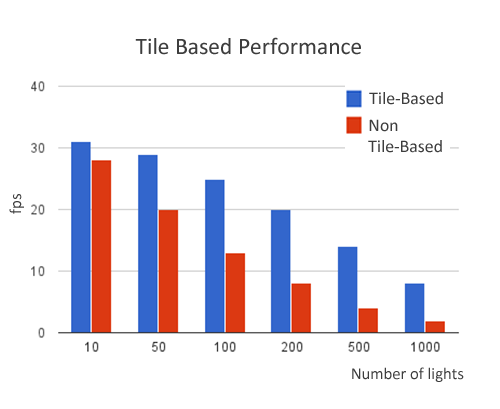 Tile Based Performance
40
Tile-Based
Non
Tile-Based
30
fps
20
10
0
10 50 100 200 500 1000
Number of lights